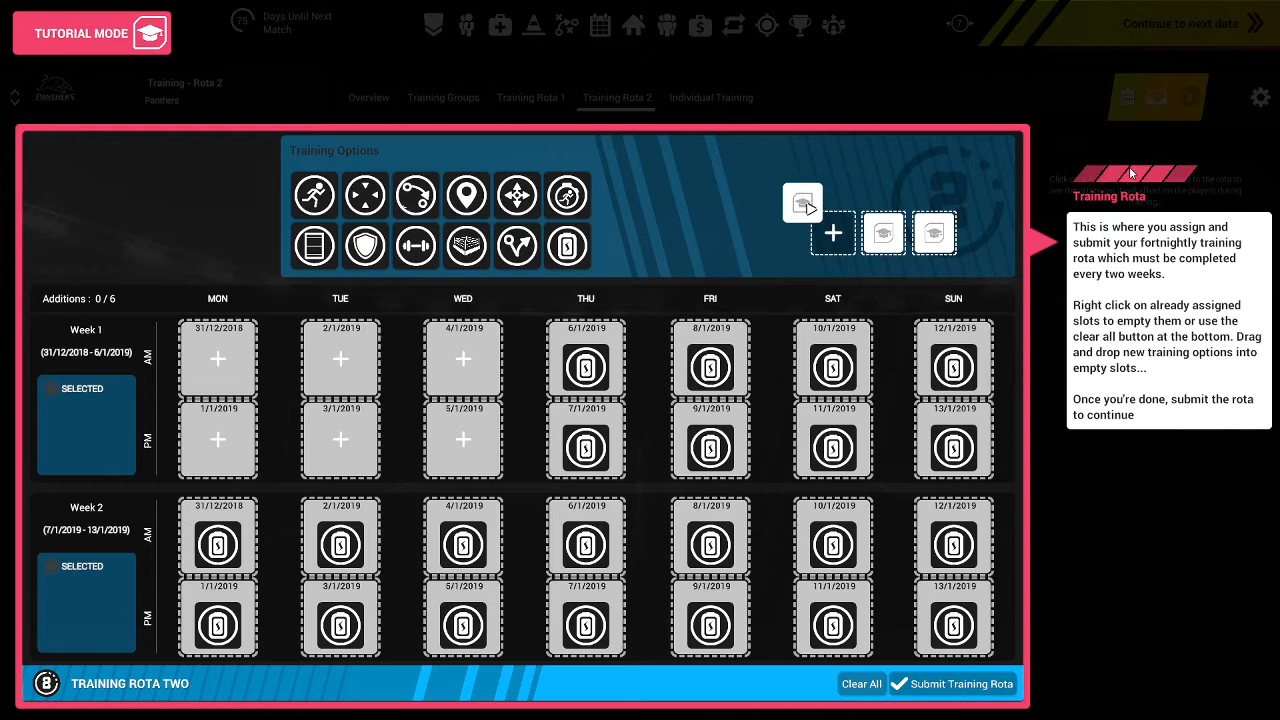 TUTORIAL MODE
75
Days Until Next
Match
7
Continue to next date
PANTHERS
Training - Rota 2
Panthers
Overview
Training Groups
Training Rota 1
Training Rota 2
Individual Training
Training Options
Training Rota
This is where you assign and
submit your fortnightly training
rota which must be completed
every two weeks.
Right click on already assigned
slots to empty them or use the
clear all button at the bottom. Drag
and drop new training options into
empty slots...
Once you're done, submit the rota
to continue
Additions : 0 / 6
MON
TUE
WED
THU
FRI
SAT
SUN
Week 1
(31/12/2018 - 6/1/2019)
SELECTED
AM
31/12/2018
2/1/2019
4/1/2019
6/1/2019
8/1/2019
10/1/2019
12/1/2019
PM
1/1/2019
3/1/2019
5/1/2019
7/1/2019
9/1/2019
11/1/2019
13/1/2019
Week 2
(7/1/2019 - 13/1/2019)
SELECTED
AM
31/12/2018
2/1/2019
4/1/2019
6/1/2019
8/1/2019
10/1/2019
12/1/2019
PM
1/1/2019
3/1/2019
5/1/2019
7/1/2019
9/1/2019
11/1/2019
13/1/2019
8
TRAINING ROTA TWO
Clear All
Submit Training Rota